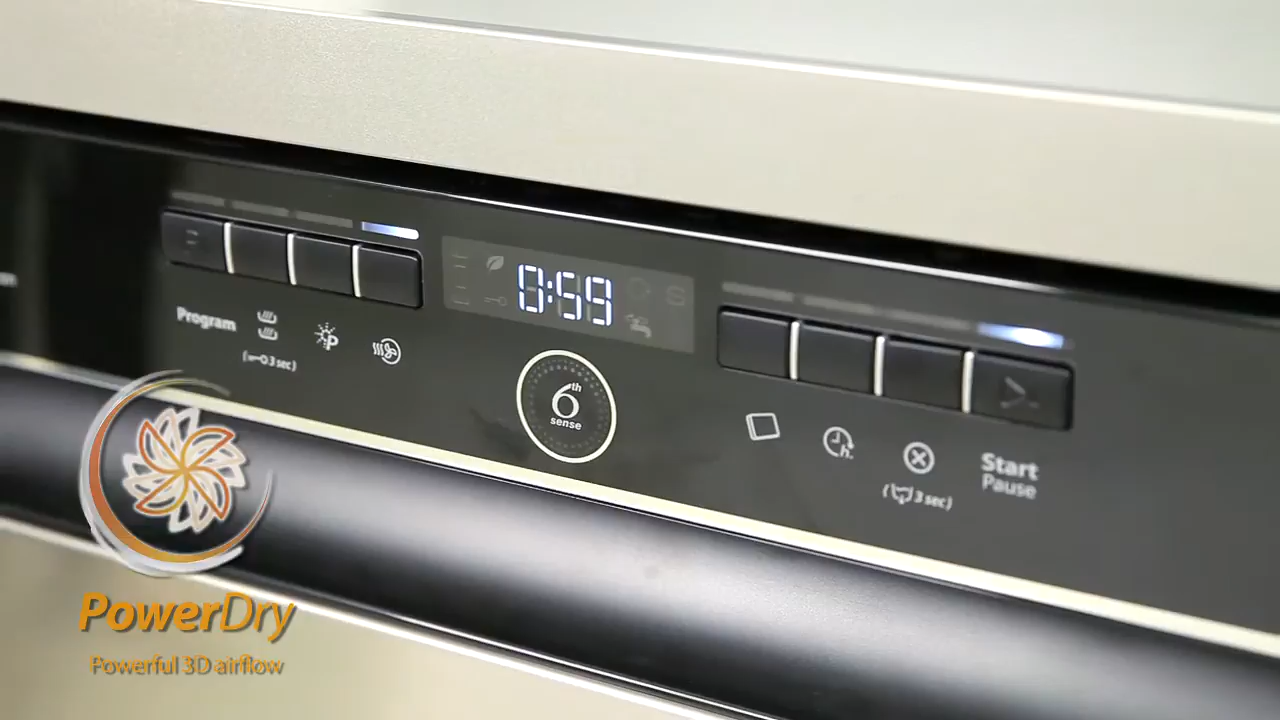 0:59
Program
(3 sec)
P
6th
sense
h.
(3 sec)
Start
Pause
PowerDry
Powerful 3D airflow